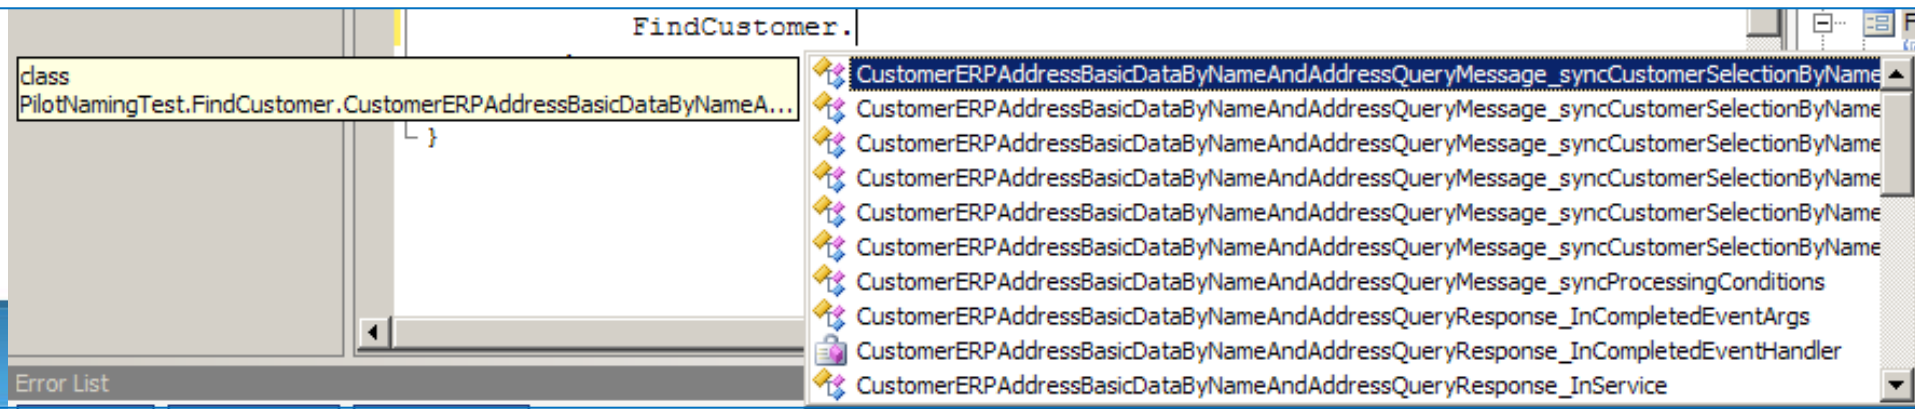 FindCustomer.
F
class
PilotNamingTest.FindCustomer.CustomerERPAddressBasicDataByNameA...
}
CustomerERPAddressBasicDataByNameAndAddressQueryMessage_syncCustomerSelectionByName
CustomerERPAddressBasicDataByNameAndAddressQueryMessage_syncCustomerSelectionByName
CustomerERPAddressBasicDataByNameAndAddressQueryMessage_syncCustomerSelectionByName
CustomerERPAddressBasicDataByNameAndAddressQueryMessage_syncCustomerSelectionByName
CustomerERPAddressBasicDataByNameAndAddressQueryMessage_syncCustomerSelectionByName
CustomerERPAddressBasicDataByNameAndAddressQueryMessage_syncCustomerSelectionByName
CustomerERPAddressBasicDataByNameAndAddressQueryMessage_syncProcessingConditions
CustomerERPAddressBasicDataByNameAndAddressQueryResponse_InCompletedEventArgs
CustomerERPAddressBasicDataByNameAndAddressQueryResponse_InCompletedEventHandler
CustomerERPAddressBasicDataByNameAndAddressQueryResponse_InService
Error List